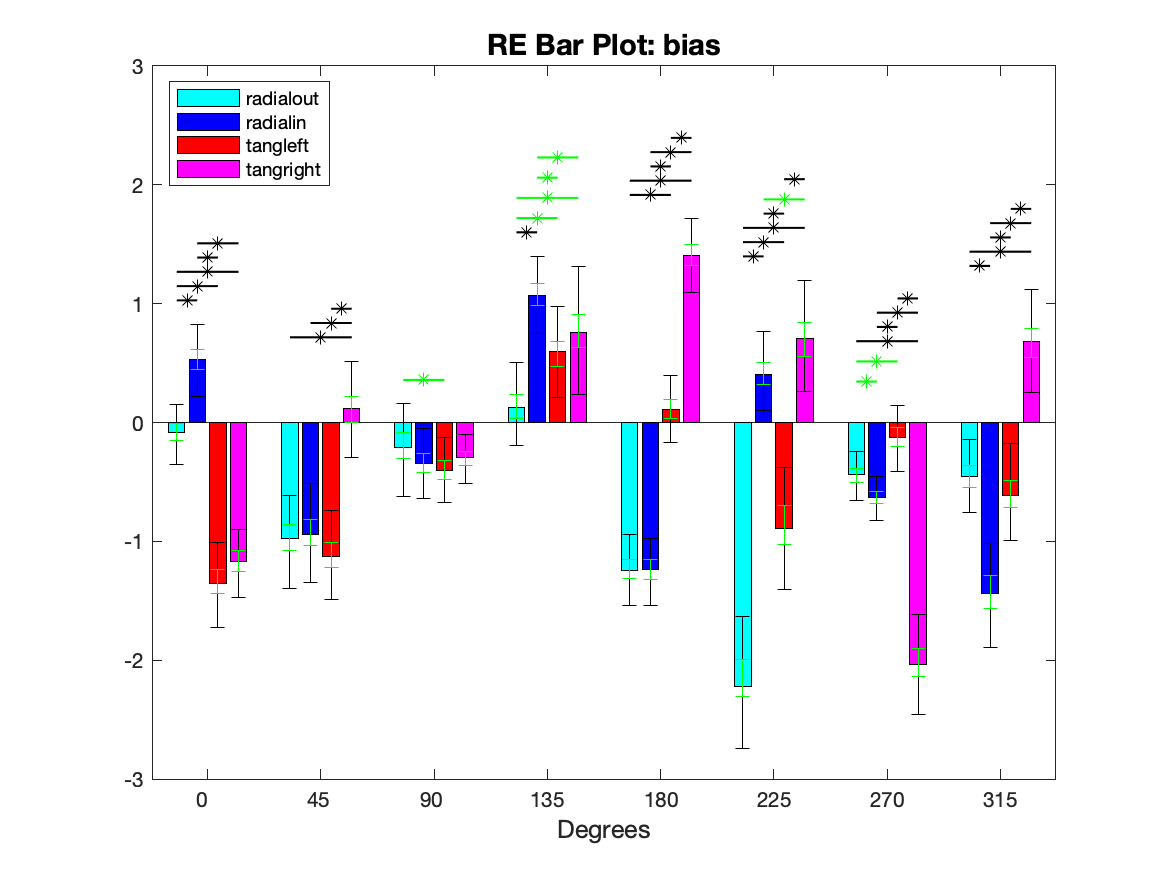 RE Bar Plot: bias
3
2
1
0
-1
-2
-3
radialout
radialin
tangleft
tangright
0 45 90 135 180 225 270 315
Degrees